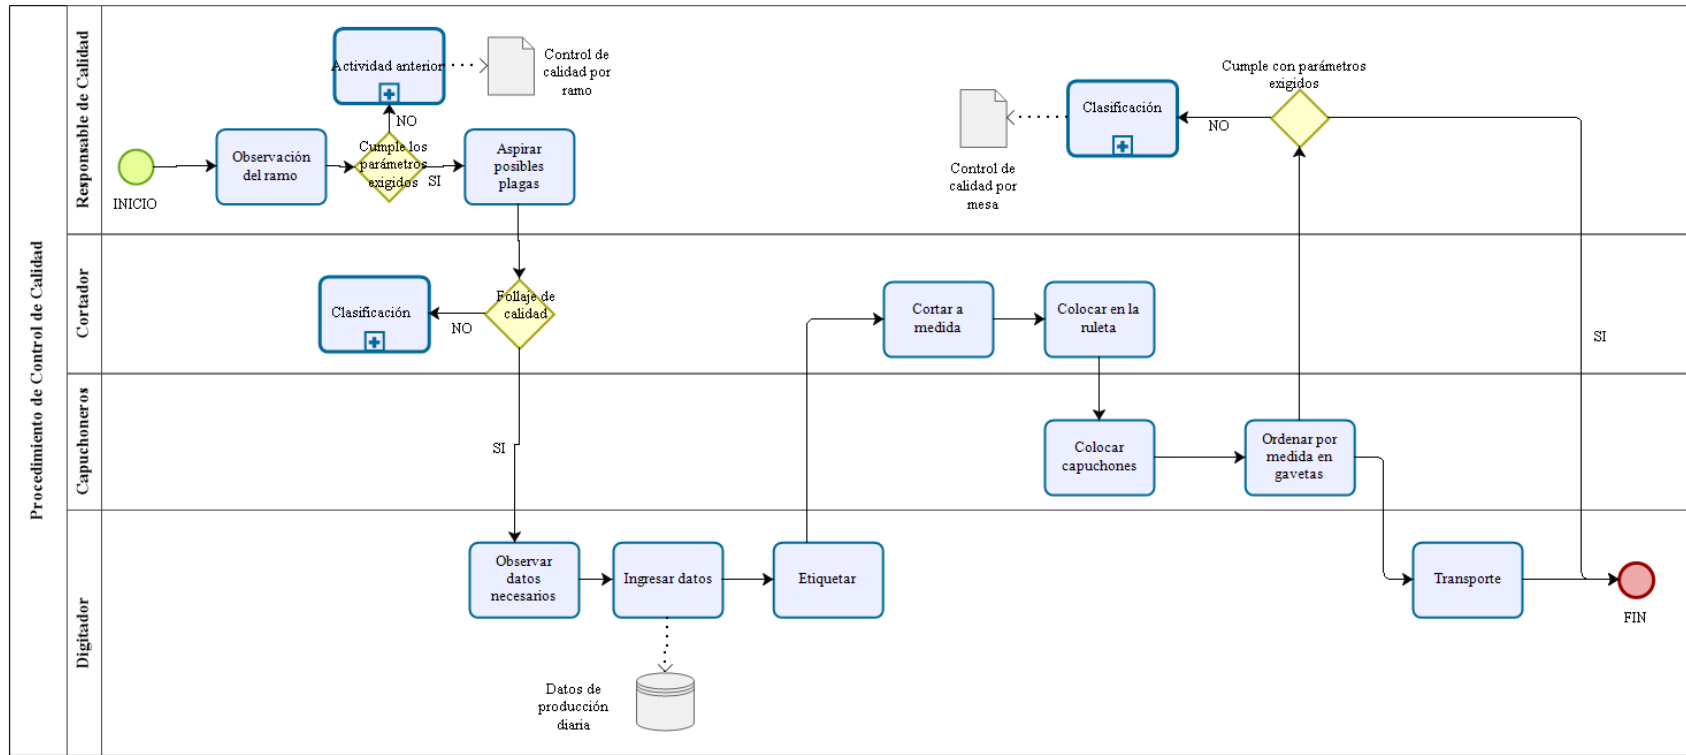 Procedimiento de Control de Calidad
Responsable de Calidad
INICIO
Observación
del ramo
Actividad anterior
Control de
calidad por
ramo
NO
Cumple los
parámetros
exigidos
SI
Aspirar
posibles
plagas
Control de
calidad por
mesa
Clasificación
NO
Cumple con parámetros
exigidos
SI
Cortador
Clasificación
NO
Follaje de
calidad
SI
Cortar a
medida
Colocar en la
ruleta
Capuchoneros
Colocar
capuchones
Ordenar por
medida en
gavetas
Digitador
Observar
datos
necesarios
Ingresar datos
Etiquetar
Datos de
producción
diaria
Transporte
FIN